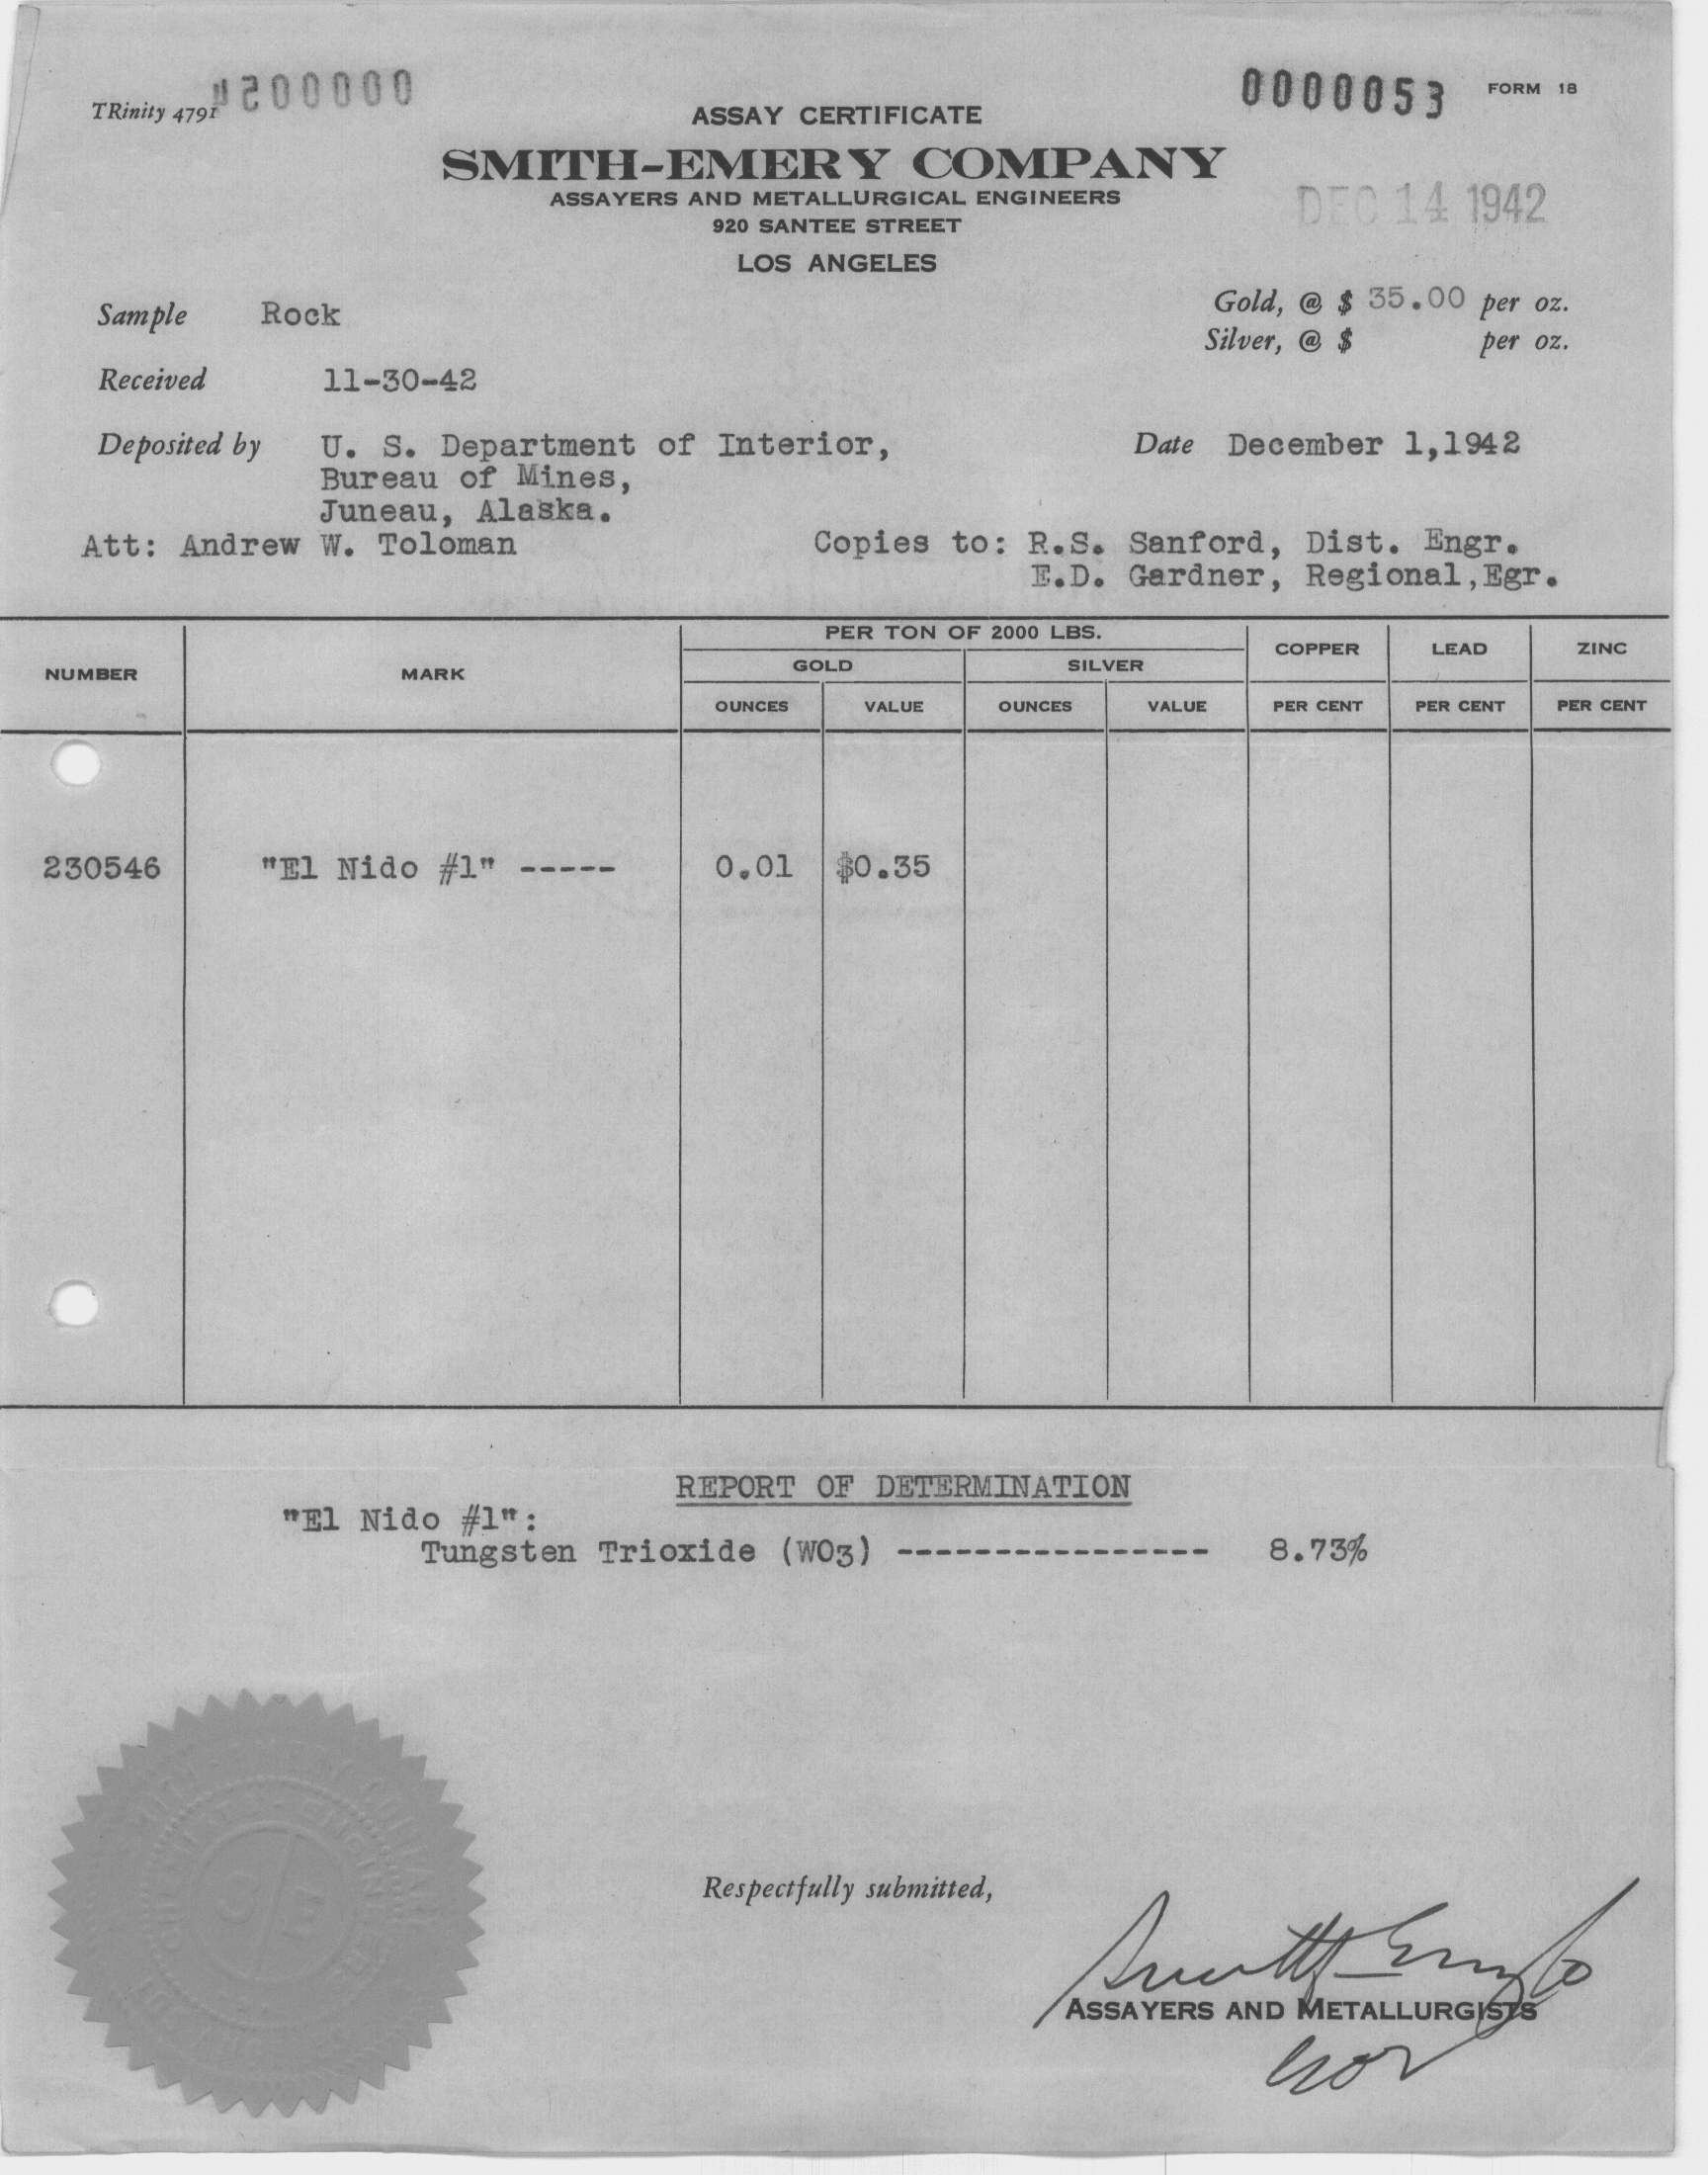 TRinity 4791
0000053
FORM 18
ASSAY CERTIFICATE
SMITH-EMERY COMPANY
ASSAYERS AND METALLURGICAL ENGINEERS
920 SANTEE STREET
LOS ANGELES
DEC 14 1942
Sample Rock
Gold, @ $ 35.00 per oz.
Silver, @ $ per oz.
Received 11-30-42
Deposited by U. S. Department of Interior,
Bureau of Mines,
Juneau, Alaska.
Date December 1,1942
Att: Andrew W. Toloman
Copies to: R.S. Sanford, Dist. Engr.
E.D. Gardner, Regional,Egr.
NUMBER MARK PER TON OF 2000 LBS. COPPER LEAD ZINC
GOLD SILVER
OUNCES VALUE OUNCES VALUE PER CENT PER CENT PER CENT
230546 "El Nido #1" ----- 0.01 $0.35
REPORT OF DETERMINATION
"El Nido #1":
Tungsten Trioxide (WO3) ---------------- 8.73%
Respectfully submitted,
Smith-Emery Co
ASSAYERS AND METALLURGISTS